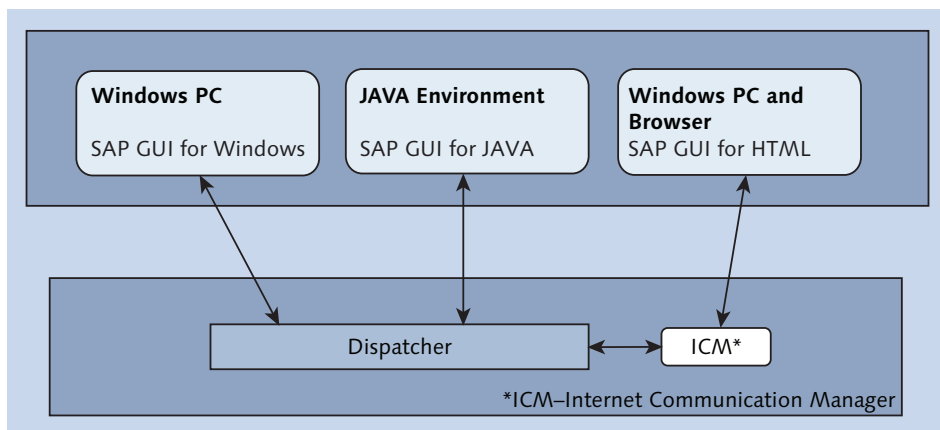 Windows PC
SAP GUI for Windows
JAVA Environment
SAP GUI for JAVA
Windows PC and
Browser
SAP GUI for HTML
Dispatcher
ICM*
*ICM–Internet Communication Manager